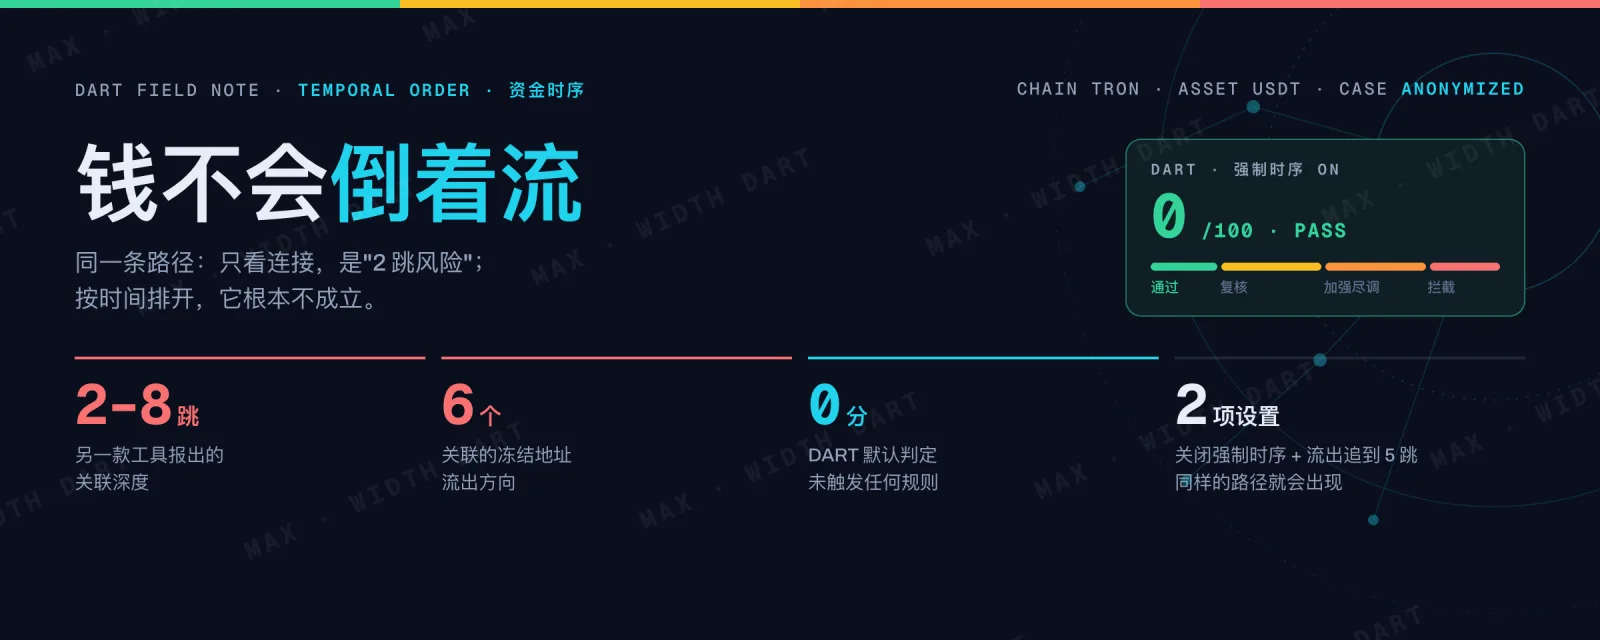 DART FIELD NOTE · TEMPORAL ORDER · 资金时序
CHAIN TRON · ASSET USDT · CASE ANONYMIZED
钱不会倒着流
同一条路径：只看连接，是"2 跳风险"；
按时间排开，它根本不成立。
DART · 强制时序 ON
0 /100 · PASS
通过 复核 加强尽调 拦截
2–8 跳
另一款工具报出的
关联深度
6 个
关联的冻结地址
流出方向
0 分
DART 默认判定
未触发任何规则
2 项设置
关闭强制时序 + 流出追到 5 跳
同样的路径就会出现
MAX · WIDTH DART